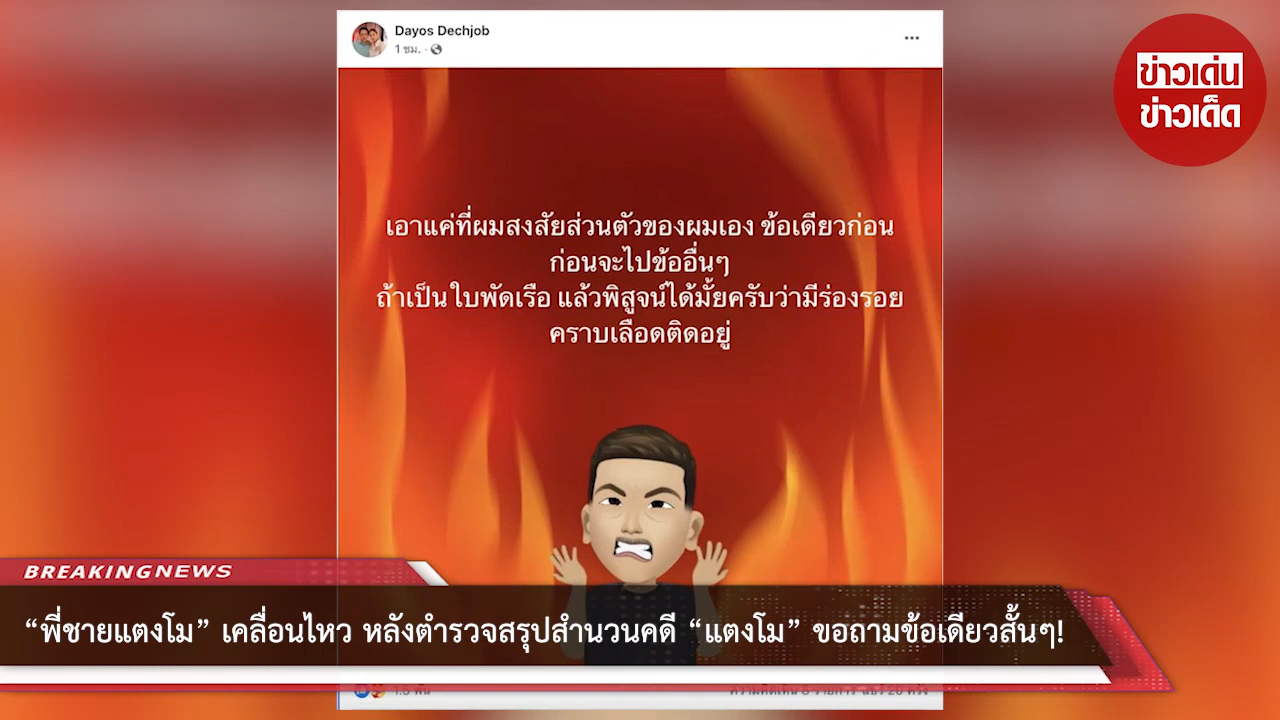 Dayos Dechjob
1 ชม. ·
ข่าวเด่น
ข่าวเด็ด
เอาแค่ที่ผมสงสัยส่วนตัวของผมเอง ข้อเดียวก่อน
ก่อนจะไปข้ออื่นๆ
ถ้าเป็นใบพัดเรือ แล้วพิสูจน์ได้มั้ยครับว่ามีร่องรอย
คราบเลือดติดอยู่
BREAKING NEWS
“พี่ชายแตงโม” เคลื่อนไหว หลังตำรวจสรุปสำนวนคดี “แตงโม” ขอถามข้อเดียวสั้นๆ!